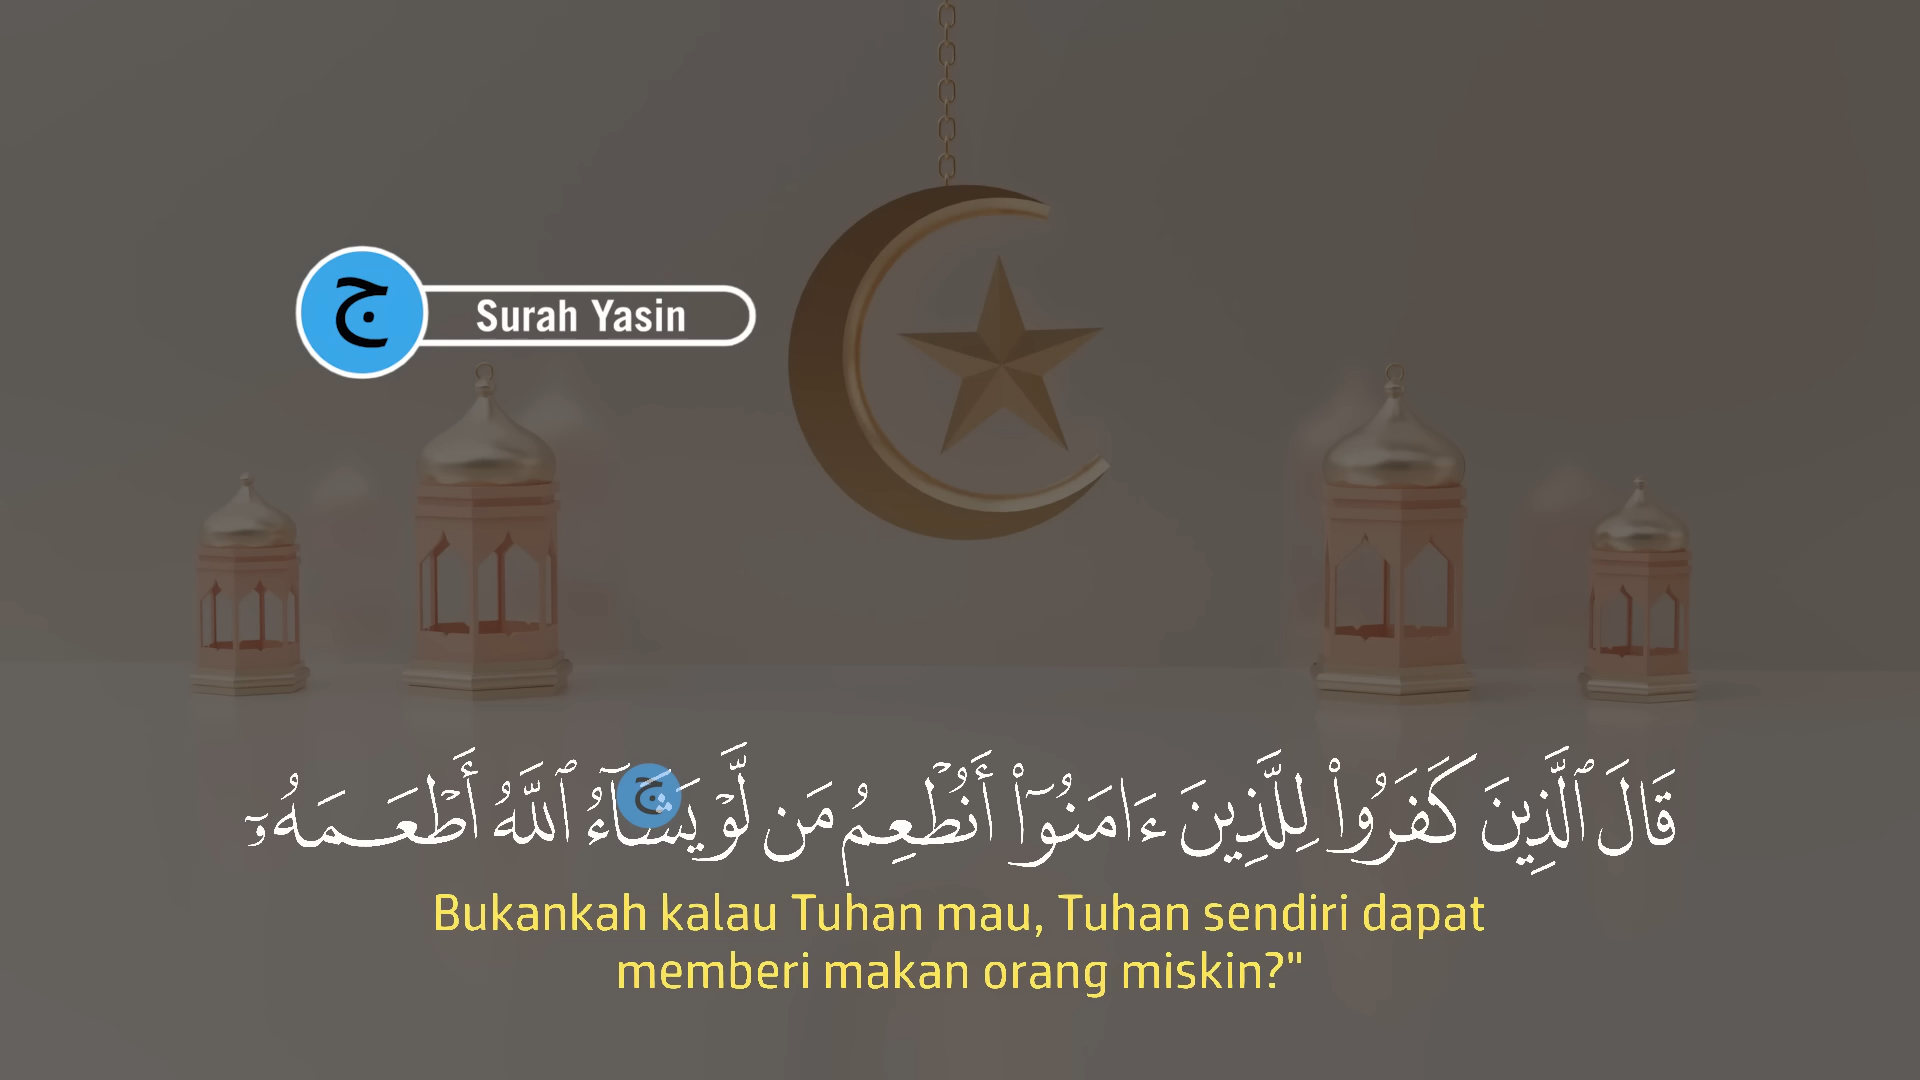 ج
Surah Yasin
قَالَ ٱلَّذِينَ كَفَرُوا۟ لِلَّذِينَ ءَامَنُوٓا۟ أَنُطْعِمُ مَن لَّوْ يَشَآءُ ٱللَّهُ أَطْعَمَهُۥٓ
ج
Bukankah kalau Tuhan mau, Tuhan sendiri dapat
memberi makan orang miskin?"